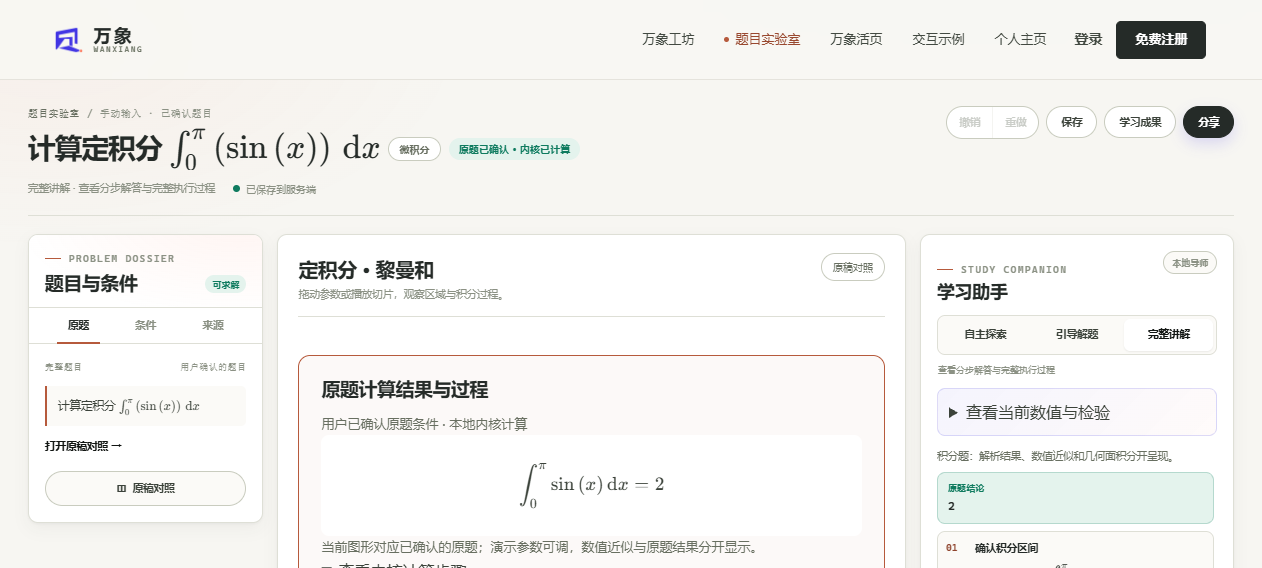 万象
WANXIANG
万象工坊
题目实验室
万象活页
交互示例
个人主页
登录
免费注册
题目实验室 / 手动输入 · 已确认题目
计算定积分 ∫₀^π (sin (x)) dx
微积分
原题已确认 • 内核已计算
撤销
重做
保存
学习成果
分享
完整讲解 · 查看分步解答与完整执行过程
已保存到服务端
PROBLEM DOSSIER
题目与条件
可求解
原题
条件
来源
完整题目
用户确认的题目
计算定积分 ∫₀^π (sin (x)) dx
打开原稿对照 →
原稿对照
定积分 • 黎曼和
原稿对照
拖动参数或播放切片，观察区域与积分过程。
原题计算结果与过程
用户已确认原题条件 · 本地内核计算
∫₀^π sin (x) dx = 2
当前图形对应已确认的原题；演示参数可调，数值近似与原题结果分开显示。
STUDY COMPANION
本地导师
学习助手
自主探索
引导解题
完整讲解
查看分步解答与完整执行过程
▶ 查看当前数值与检验
积分题：解析结果、数值近似和几何面积分开呈现。
原题结论
2
01 确认积分区间